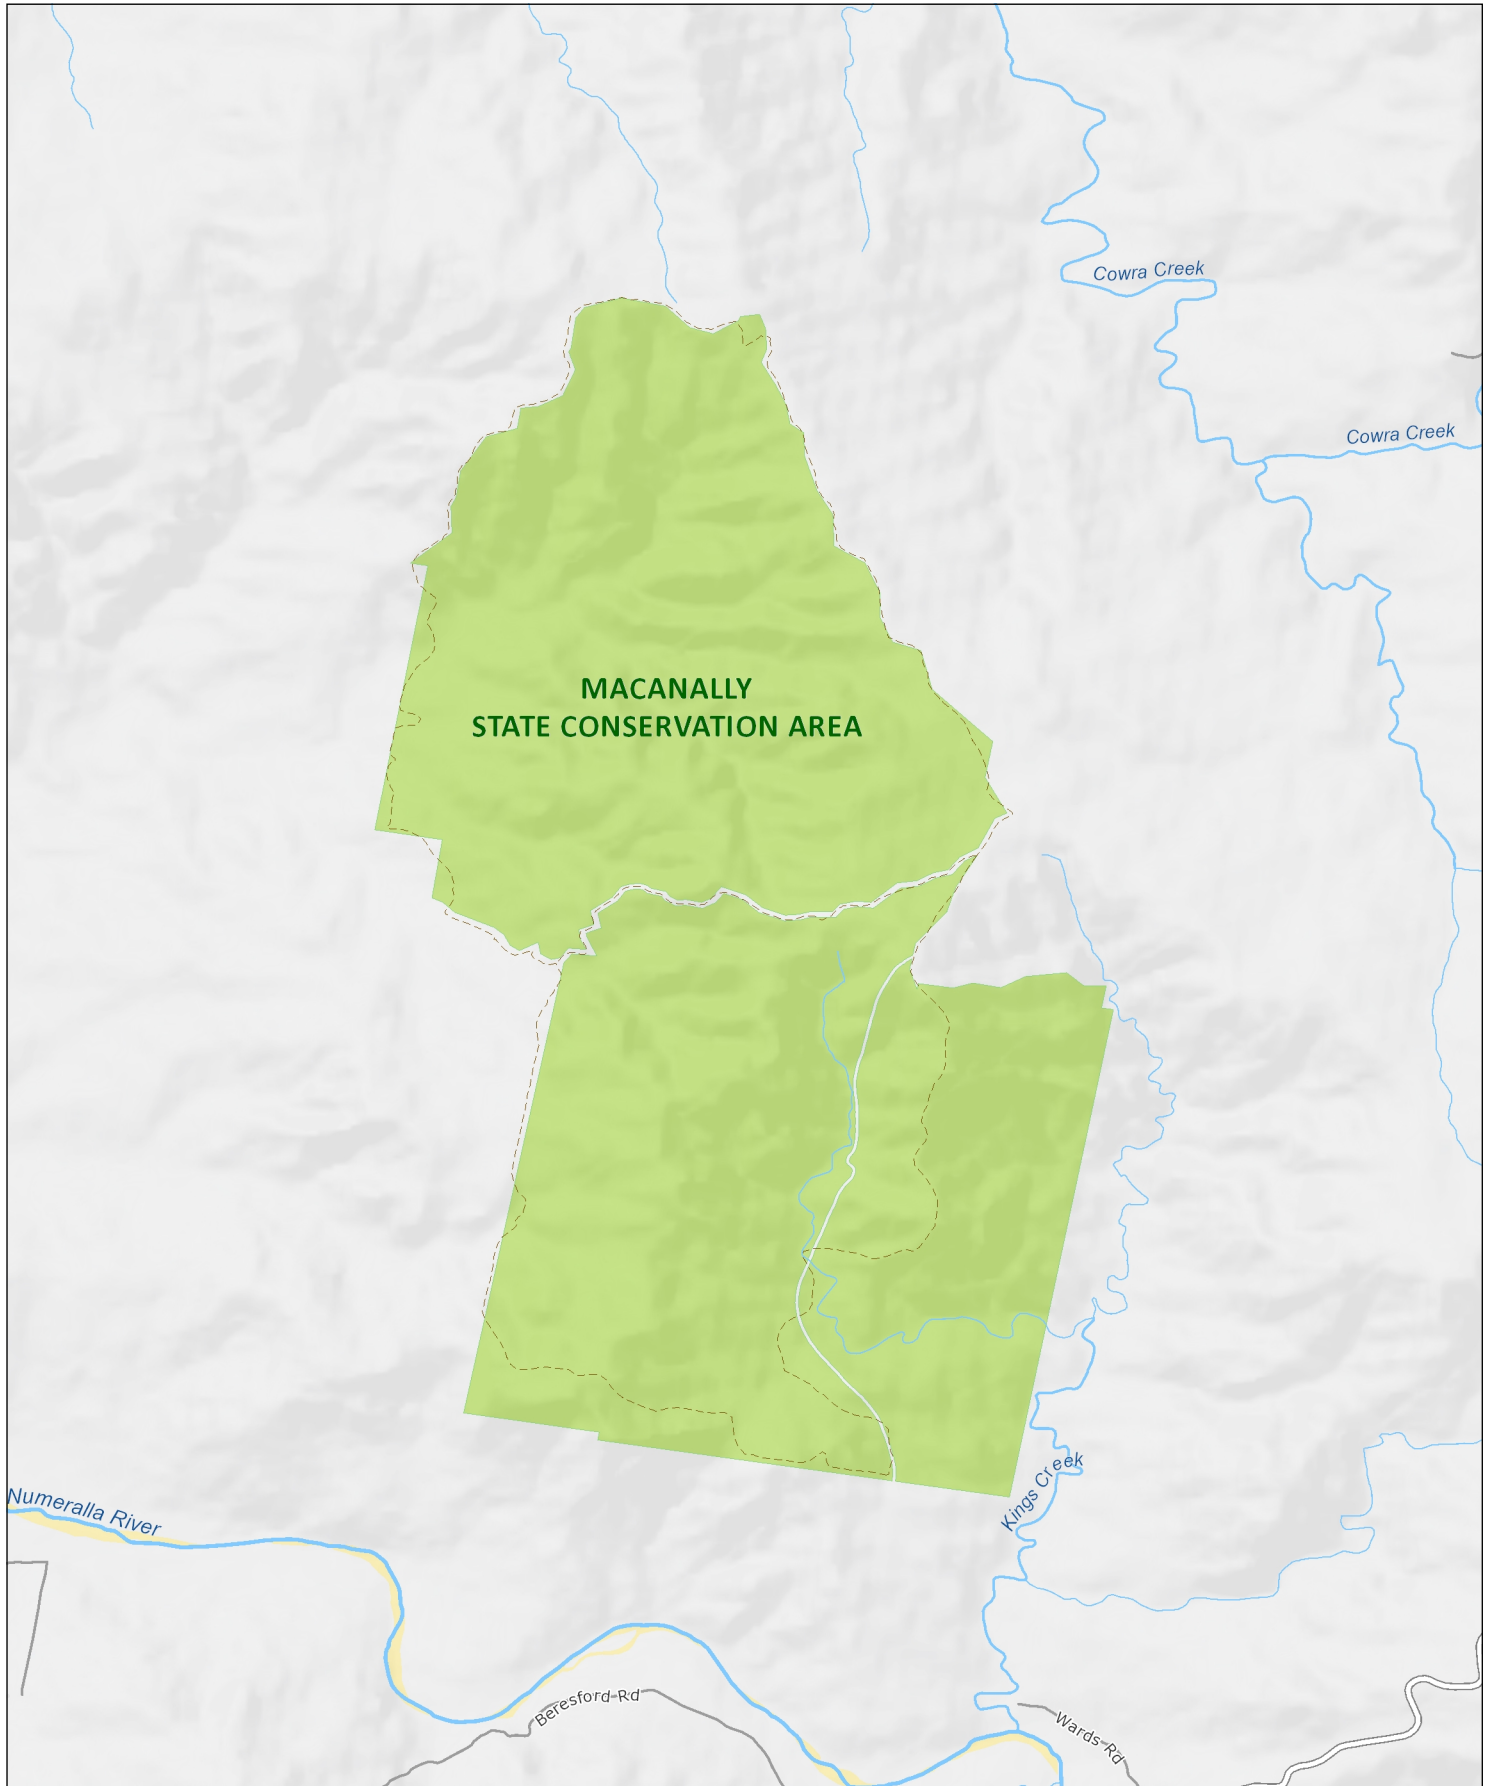 Cowra Creek
Cowra Creek
MACANALLY
STATE CONSERVATION AREA
Kings Creek
Numeralla River
Beresford Rd
Wards Rd